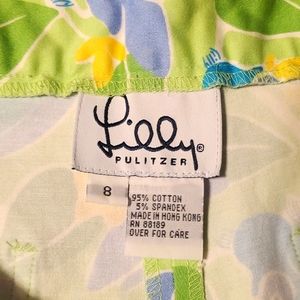 Lilly®
PULITZER
8
95% COTTON
5% SPANDEX
MADE IN HONG KONG
RN 88189
OVER FOR CARE